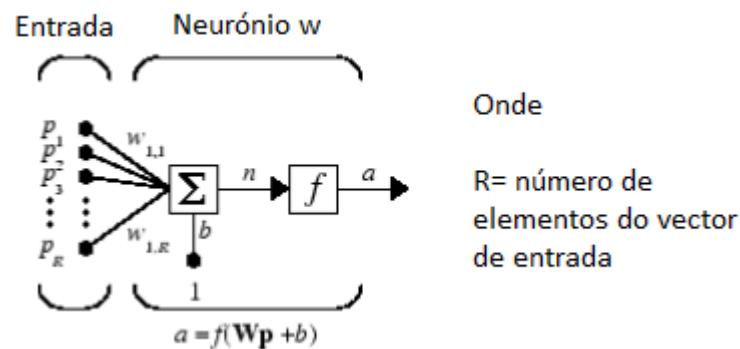 Entrada
Neurónio w
Onde
R= número de
elementos do vector
de entrada
p1
p2
p3
pR
w1,1
w1,R
Σ
n
f
a
b
1
a = f(Wp +b)